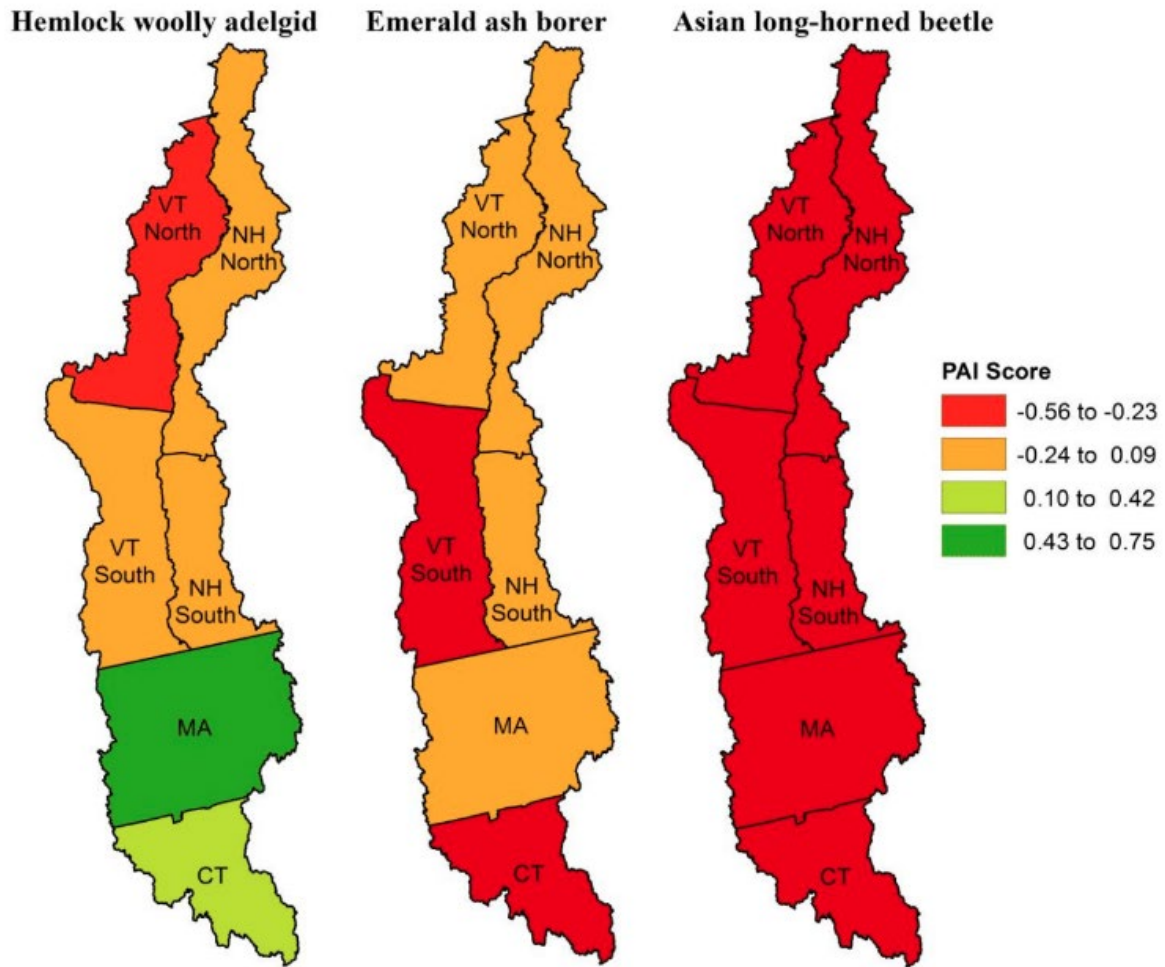 Hemlock woolly adelgid
Emerald ash borer
Asian long-horned beetle
VT
North
NH
North
VT
South
NH
South
MA
CT
VT
North
NH
North
VT
South
NH
South
MA
CT
VT
North
NH
North
VT
South
NH
South
MA
CT
PAI Score
-0.56 to -0.23
-0.24 to 0.09
0.10 to 0.42
0.43 to 0.75